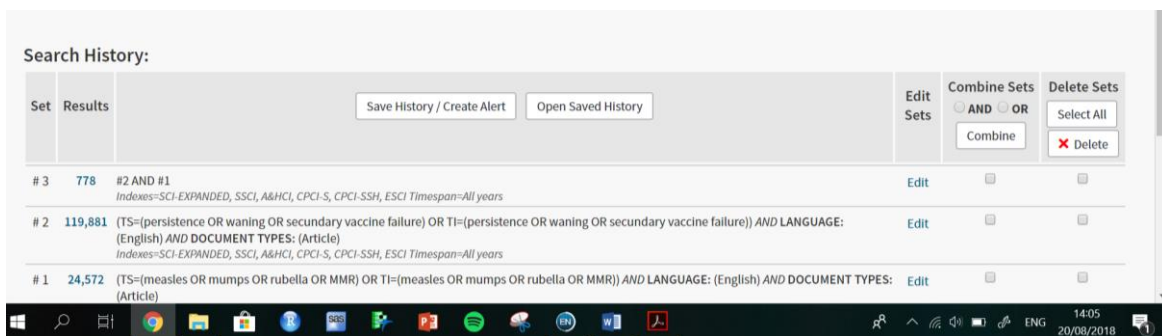 Search History:
Set Results Save History / Create Alert Open Saved History Edit Sets Combine Sets AND OR Combine Delete Sets Select All Delete
# 3 778 #2 AND #1 Edit
Indexes=SCI-EXPANDED, SSCI, A&HCI, CPCI-S, CPCI-SSH, ESCI Timespan=All years
# 2 119,881 (TS=(persistence OR waning OR secundary vaccine failure) OR TI=(persistence OR waning OR secundary vaccine failure)) AND LANGUAGE: Edit
(English) AND DOCUMENT TYPES: (Article)
Indexes=SCI-EXPANDED, SSCI, A&HCI, CPCI-S, CPCI-SSH, ESCI Timespan=All years
# 1 24,572 (TS=(measles OR mumps OR rubella OR MMR) OR TI=(measles OR mumps OR rubella OR MMR)) AND LANGUAGE: (English) AND DOCUMENT TYPES: Edit
(Article)
ENG 14:05
20/08/2018